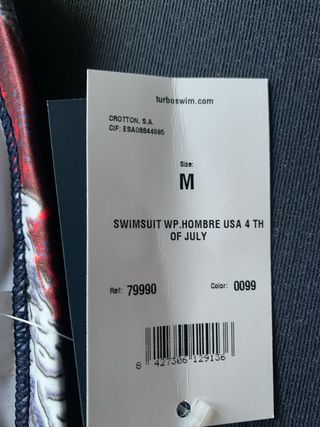 turboswim.com
CROTTON, S.A.
CIF: ESA08844995
Size:
M
SWIMSUIT WP.HOMBRE USA 4 TH
OF JULY
Ref: 79990 Color: 0099
8 427306 129136